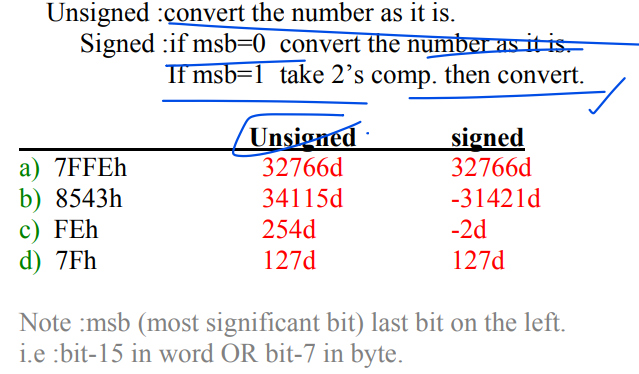 Unsigned :convert the number as it is.
Signed :if msb=0 convert the number as it is.
If msb=1 take 2’s comp. then convert.
Unsigned signed
a) 7FFEh 32766d 32766d
b) 8543h 34115d -31421d
c) FEh 254d -2d
d) 7Fh 127d 127d
Note :msb (most significant bit) last bit on the left.
i.e :bit-15 in word OR bit-7 in byte.